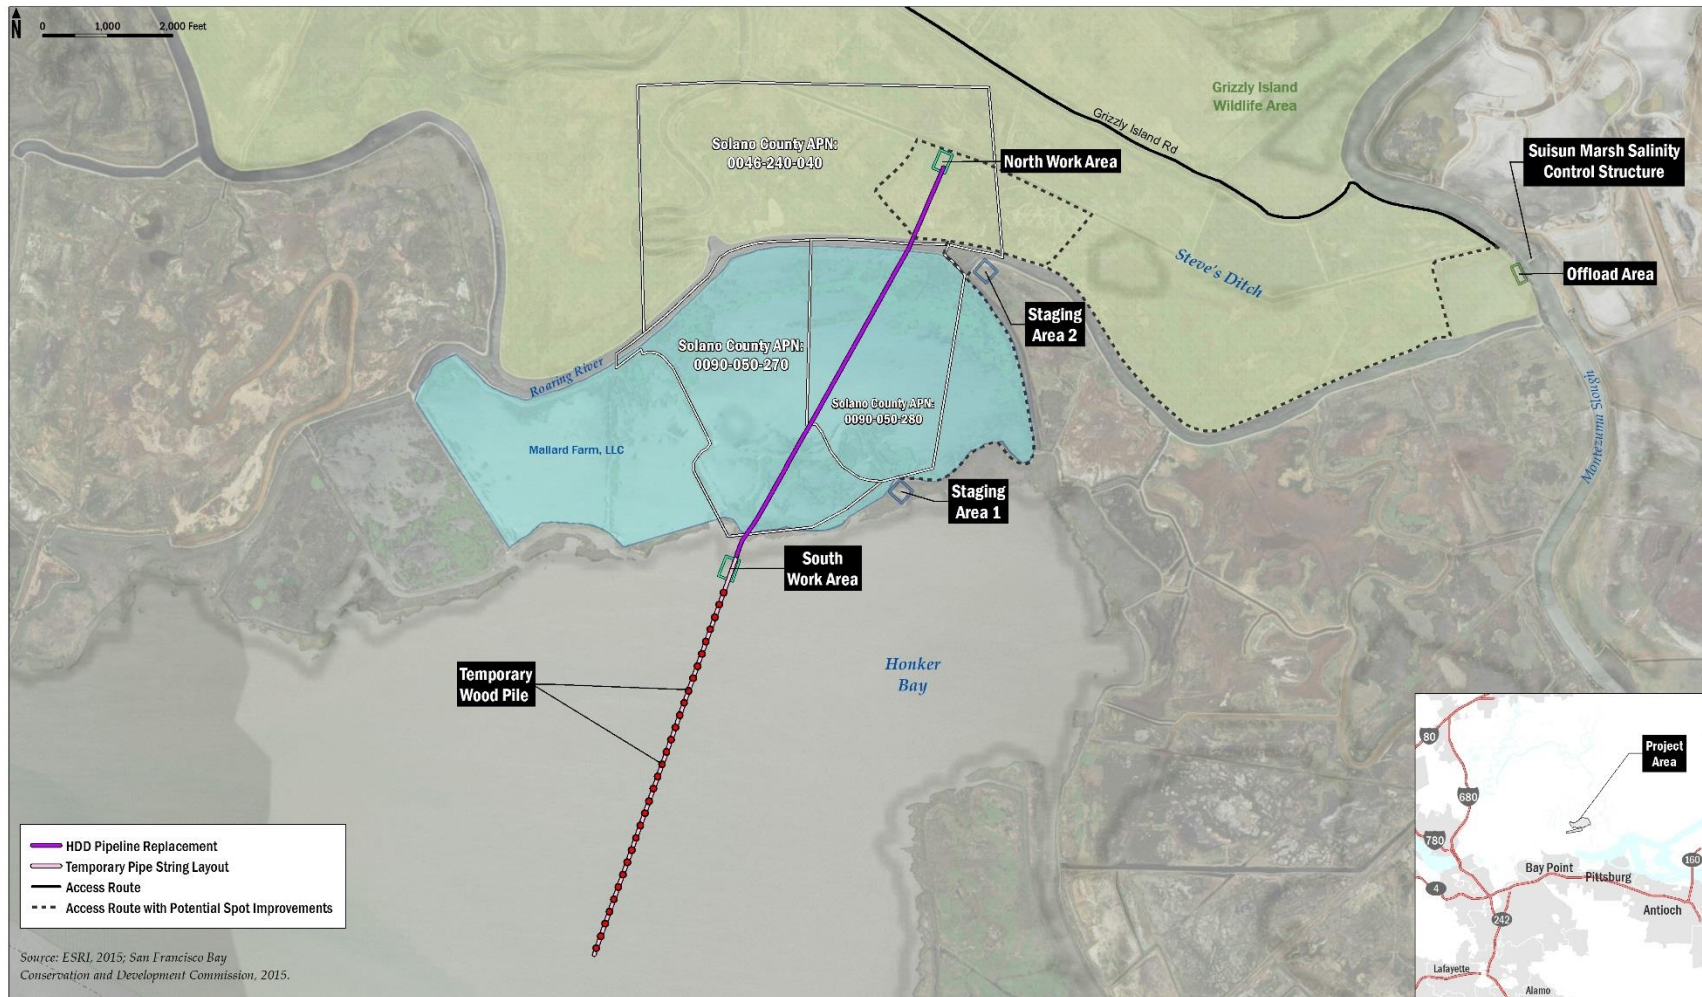 N
0 1,000 2,000 Feet
Grizzly Island
Wildlife Area
Grizzly Island Rd
Solano County APN:
0046-240-040
North Work Area
Suisun Marsh Salinity
Control Structure
Offload Area
Steve's Ditch
Staging
Area 2
Solano County APN:
0090-050-270
Roaring River
Solano County APN:
0090-050-280
Montezuma Slough
Mallard Farm, LLC
Staging
Area 1
South
Work Area
Temporary
Wood Pile
Honker
Bay
HDD Pipeline Replacement
Temporary Pipe String Layout
Access Route
Access Route with Potential Spot Improvements
Source: ESRI, 2015; San Francisco Bay
Conservation and Development Commission, 2015.
80
Project
Area
680
780
160
Bay Point
Pittsburg
4
242
Antioch
Lafayette
Alamo